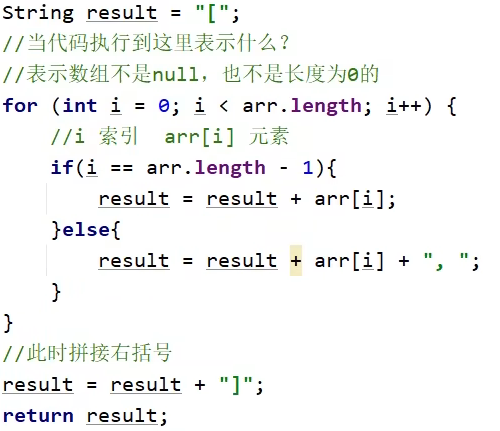 String result = "[";
//当代码执行到这里表示什么？
//表示数组不是null，也不是长度为0的
for (int i = 0; i < arr.length; i++) {
    //i 索引  arr[i] 元素
    if(i == arr.length - 1){
        result = result + arr[i];
    }else{
        result = result + arr[i] + ", ";
    }
}
//此时拼接右括号
result = result + "]";
return result;